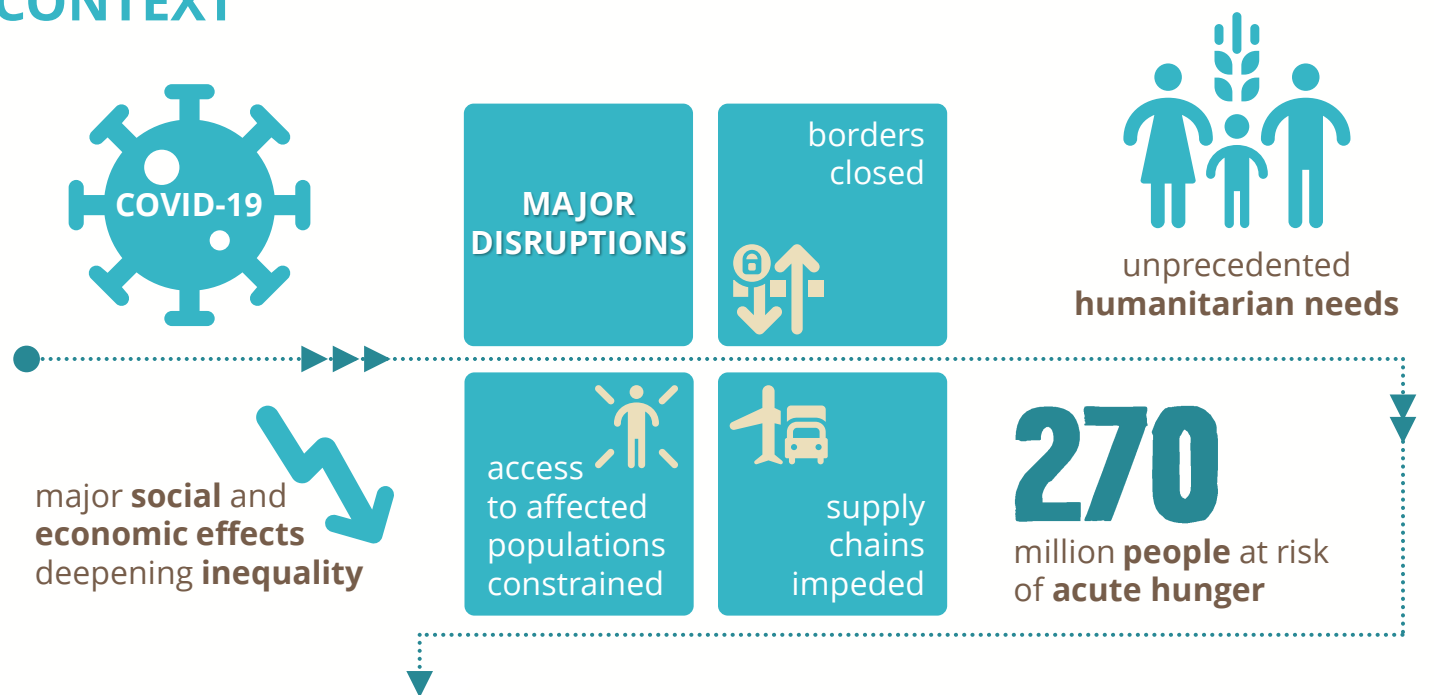 CONTEXT
COVID-19
major social and
economic effects
deepening inequality
MAJOR
DISRUPTIONS
borders
closed
access
to affected
populations
constrained
supply
chains
impeded
unprecedented
humanitarian needs
270
million people at risk
of acute hunger